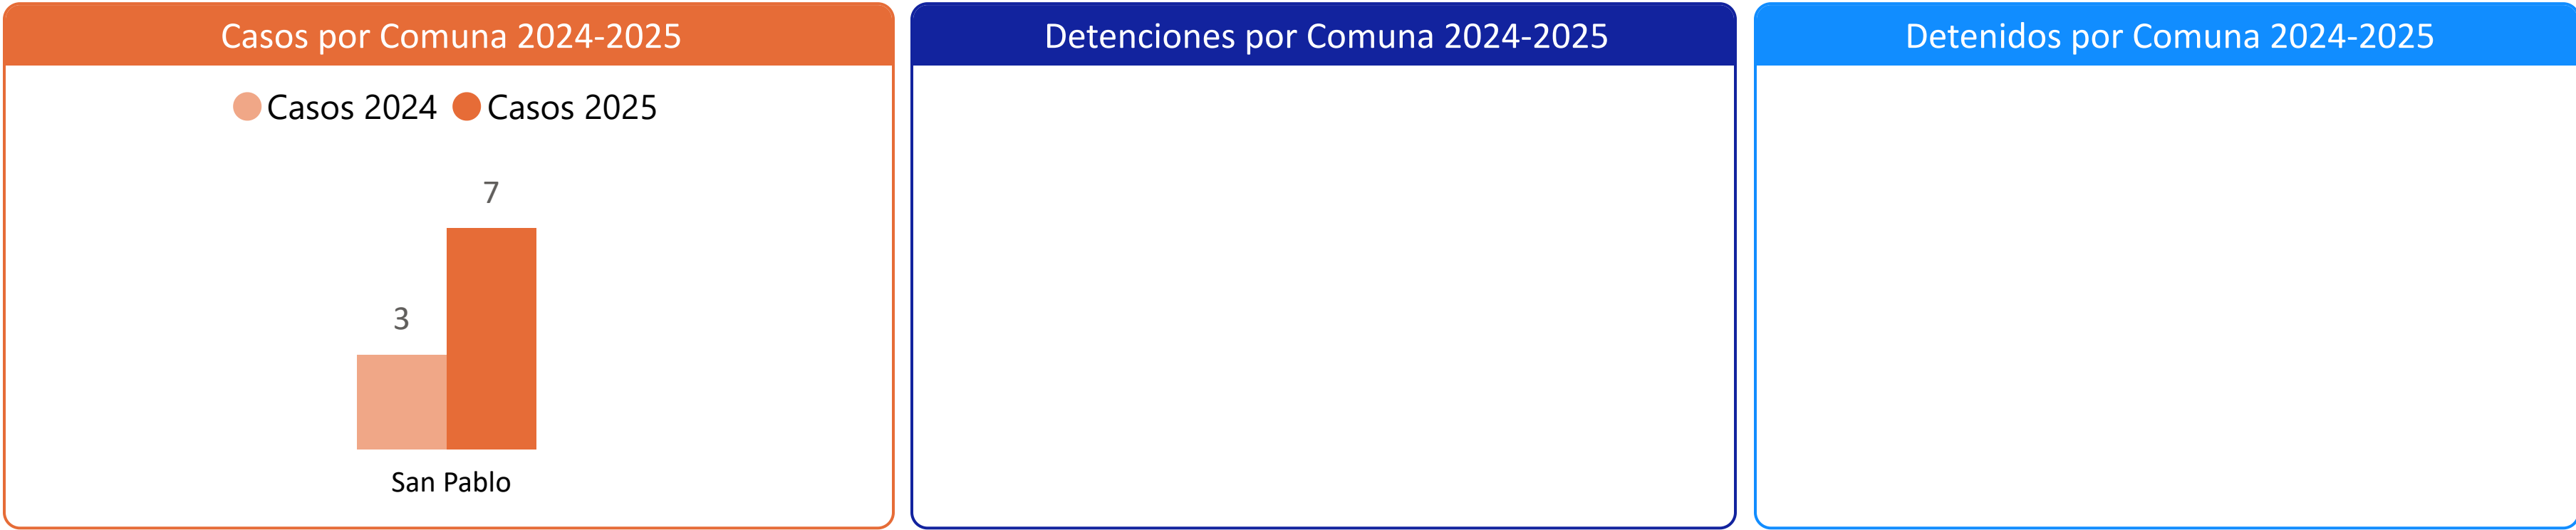 Casos por Comuna 2024-2025
Casos 2024 Casos 2025
7
3
San Pablo
Detenciones por Comuna 2024-2025
Detenidos por Comuna 2024-2025